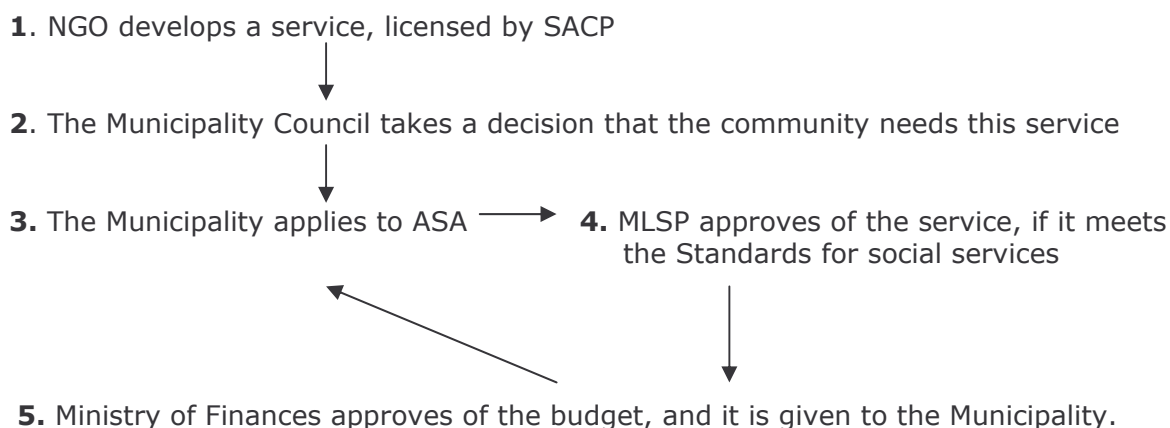 1. NGO develops a service, licensed by SACP
2. The Municipality Council takes a decision that the community needs this service
3. The Municipality applies to ASA
4. MLSP approves of the service, if it meets
the Standards for social services
5. Ministry of Finances approves of the budget, and it is given to the Municipality.